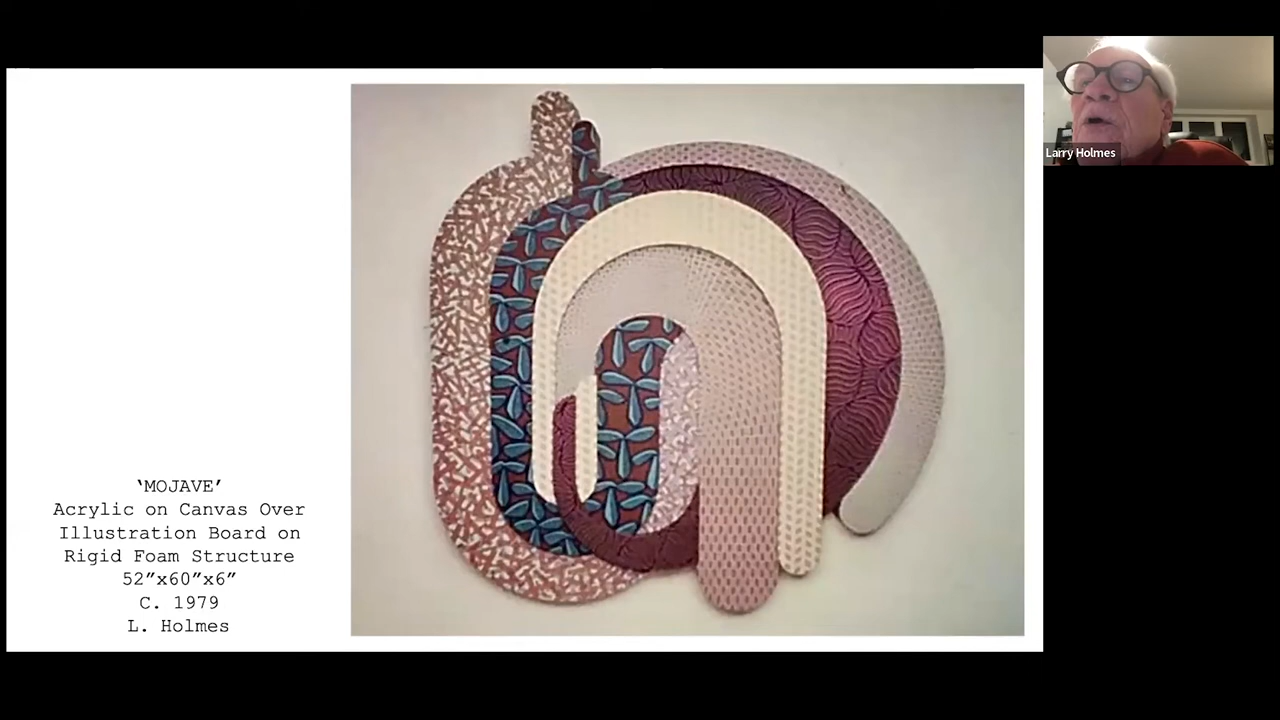 ‘MOJAVE’
Acrylic on Canvas Over
Illustration Board on
Rigid Foam Structure
52”x60”x6”
C. 1979
L. Holmes
Larry Holmes